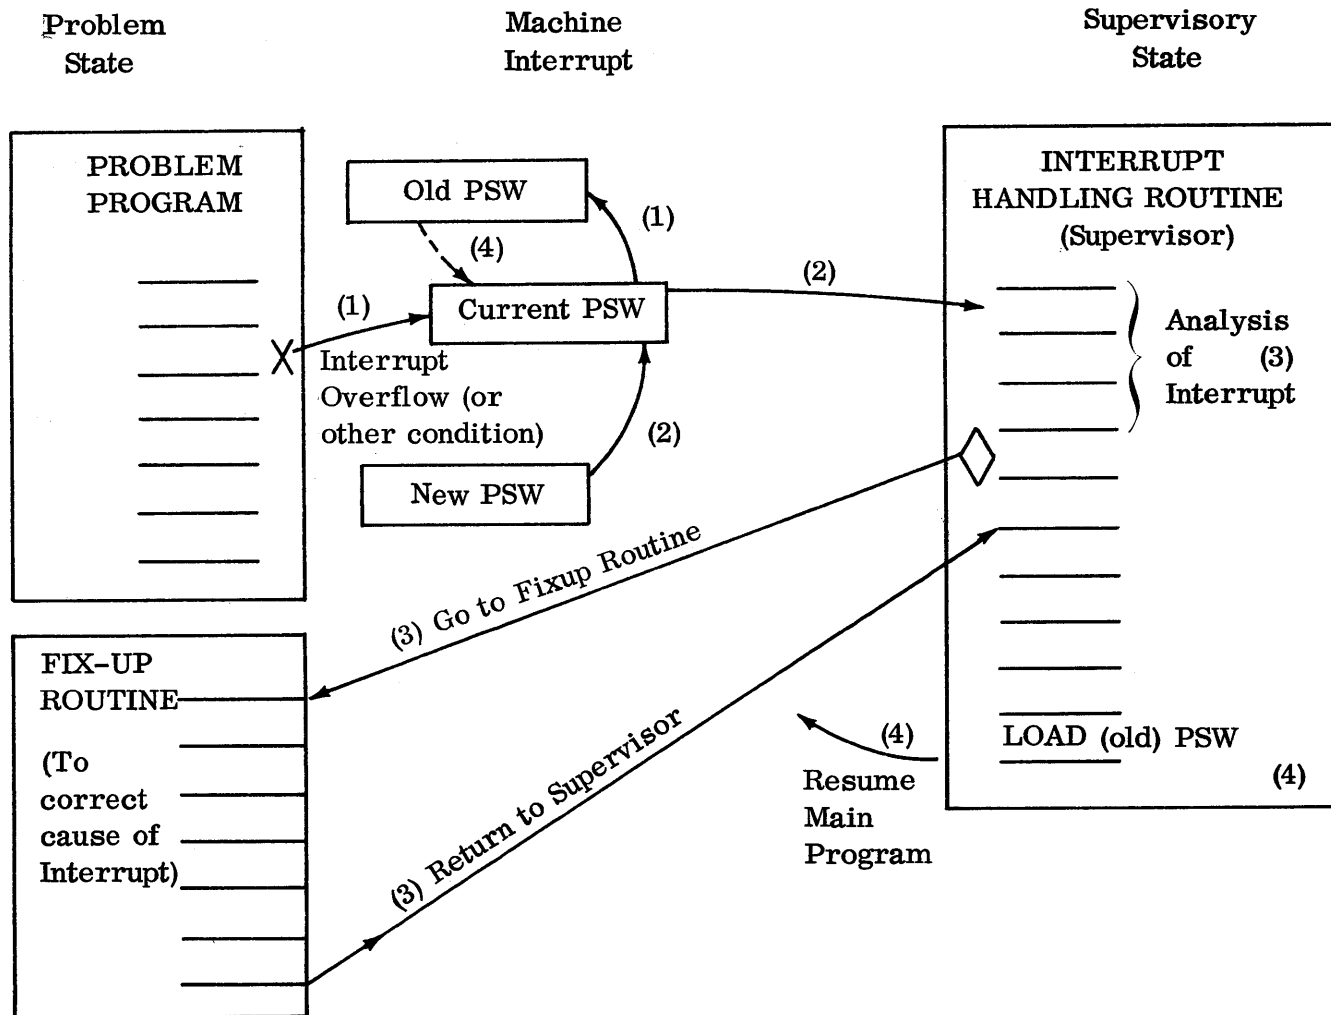 Problem
State
Machine
Interrupt
Supervisory
State
PROBLEM
PROGRAM
Old PSW
(1)
(4)
(1)
Current PSW
(2)
Interrupt
Overflow (or
other condition)
(2)
New PSW
INTERRUPT
HANDLING ROUTINE
(Supervisor)
Analysis
of (3)
Interrupt
(3) Go to Fixup Routine
FIX-UP
ROUTINE
(To
correct
cause of
Interrupt)
(3) Return to Supervisor
(4)
Resume
Main
Program
LOAD (old) PSW
(4)